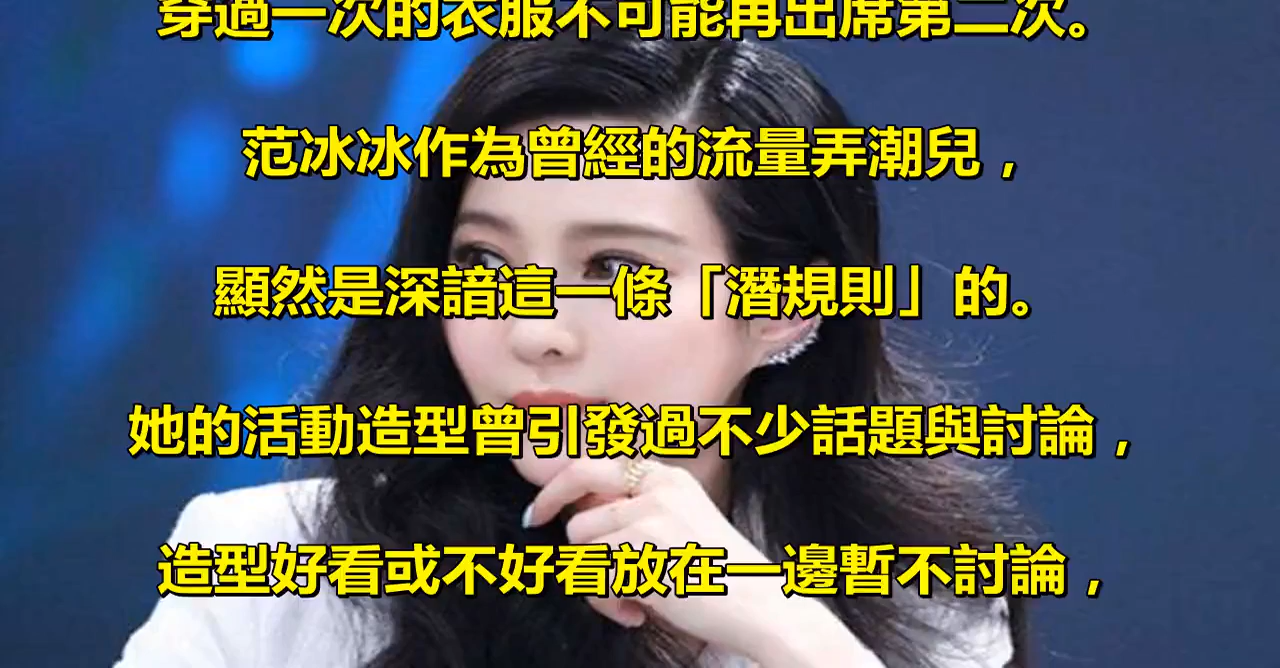 穿過一次的衣服不可能再出席第二次。
范冰冰作為曾經的流量弄潮兒，
顯然是深諳這一條「潛規則」的。
她的活動造型曾引發過不少話題與討論，
造型好看或不好看放在一邊暫不討論，